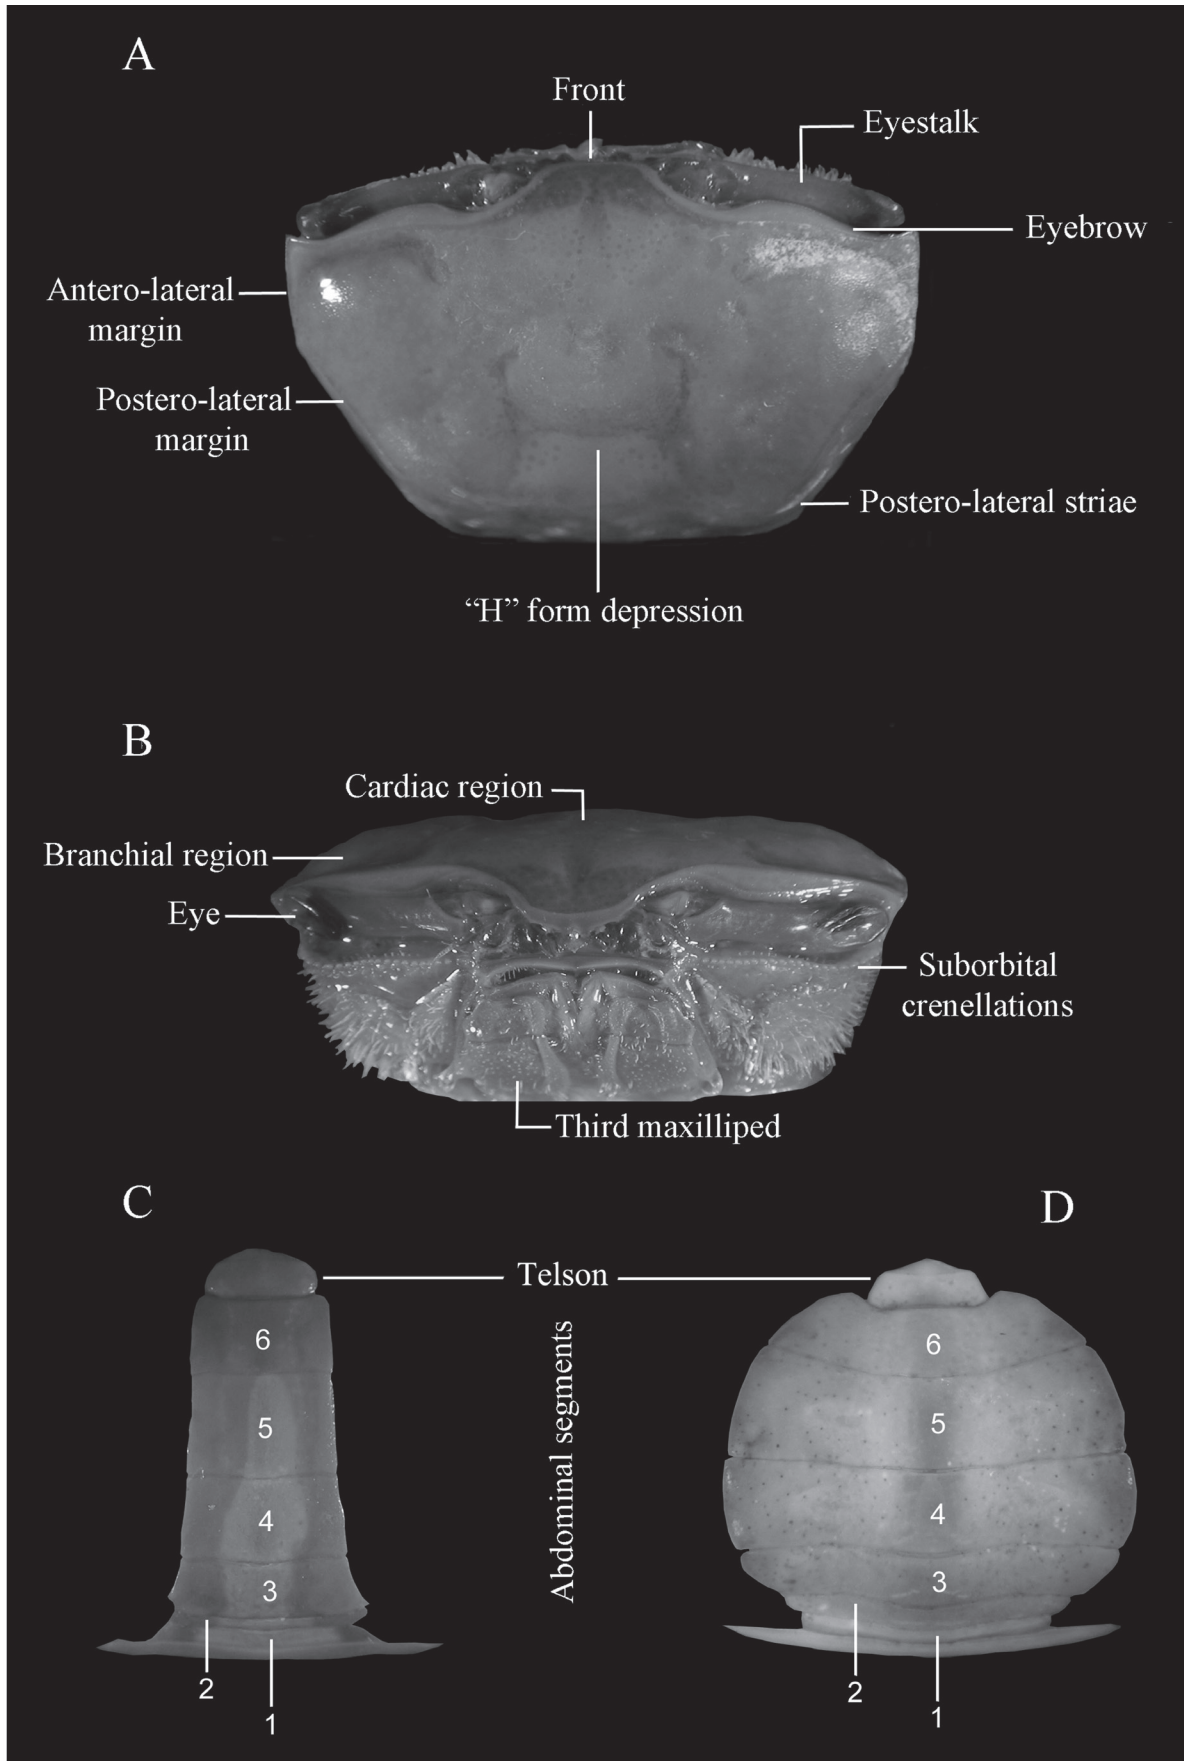 A
Front
Eyestalk
Eyebrow
Antero-lateral
margin
Postero-lateral
margin
Postero-lateral striae
“H” form depression
B
Cardiac region
Branchial region
Eye
Suborbital
crenellations
Third maxilliped
C
D
Telson
Abdominal segments
6
5
4
3
2
1
6
5
4
3
2
1